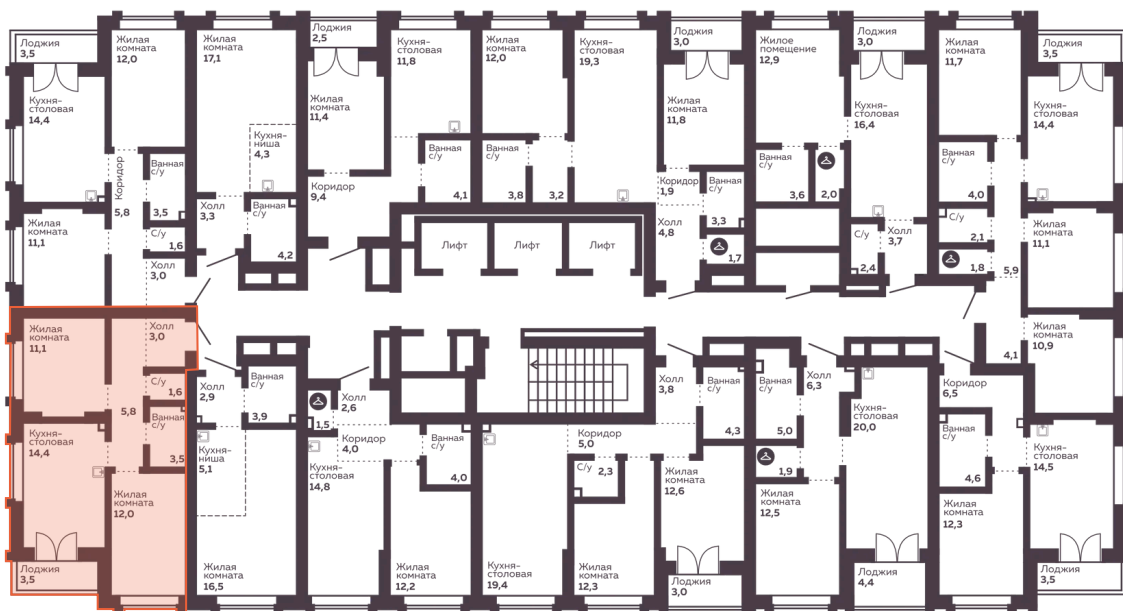 Лоджия
3,5
Жилая
комната
12,0
Жилая
комната
17,1
Лоджия
2,5
Кухня-
столовая
11,8
Жилая
комната
12,0
Кухня-
столовая
19,3
Лоджия
3,0
Жилое
помещение
12,9
Лоджия
3,0
Жилая
комната
11,7
Лоджия
3,5
Кухня-
столовая
14,4
Кухня-
ниша
4,3
Жилая
комната
11,4
Жилая
комната
11,8
Кухня-
столовая
16,4
Кухня-
столовая
14,4
Коридор
5,8
Ванная
с/у
3,5
Ванная
с/у
4,1
Ванная
с/у
3,8
3,2
Ванная
с/у
3,6
2,0
Ванная
с/у
4,0
Коридор
9,4
Коридор
1,9
Ванная
с/у
3,3
Жилая
комната
11,1
С/у
1,6
Холл
3,3
Ванная
с/у
4,2
Лифт
Лифт
Лифт
Холл
4,8
1,7
С/у
2,4
Холл
3,7
С/у
2,1
1,8
Жилая
комната
11,1
5,9
Холл
3,0
Жилая
комната
11,1
Холл
3,0
Жилая
комната
10,9
4,1
С/у
1,6
5,8
Холл
2,9
Ванная
с/у
3,9
Холл
2,6
1,5
Холл
3,8
Ванная
с/у
4,3
Ванная
с/у
5,0
Холл
6,3
Коридор
6,5
Кухня-
столовая
14,4
Ванная
с/у
3,5
Кухня-
ниша
5,1
Коридор
4,0
Ванная
с/у
4,0
Коридор
5,0
Кухня-
столовая
20,0
Ванная
с/у
4,6
Кухня-
столовая
14,5
Кухня-
столовая
14,8
С/у
2,3
Жилая
комната
12,6
1,9
Жилая
комната
12,0
Жилая
комната
12,5
Жилая
комната
12,3
Лоджия
3,5
Жилая
комната
16,5
Жилая
комната
12,2
Кухня-
столовая
19,4
Жилая
комната
12,3
Лоджия
3,0
Лоджия
4,4
Лоджия
3,5